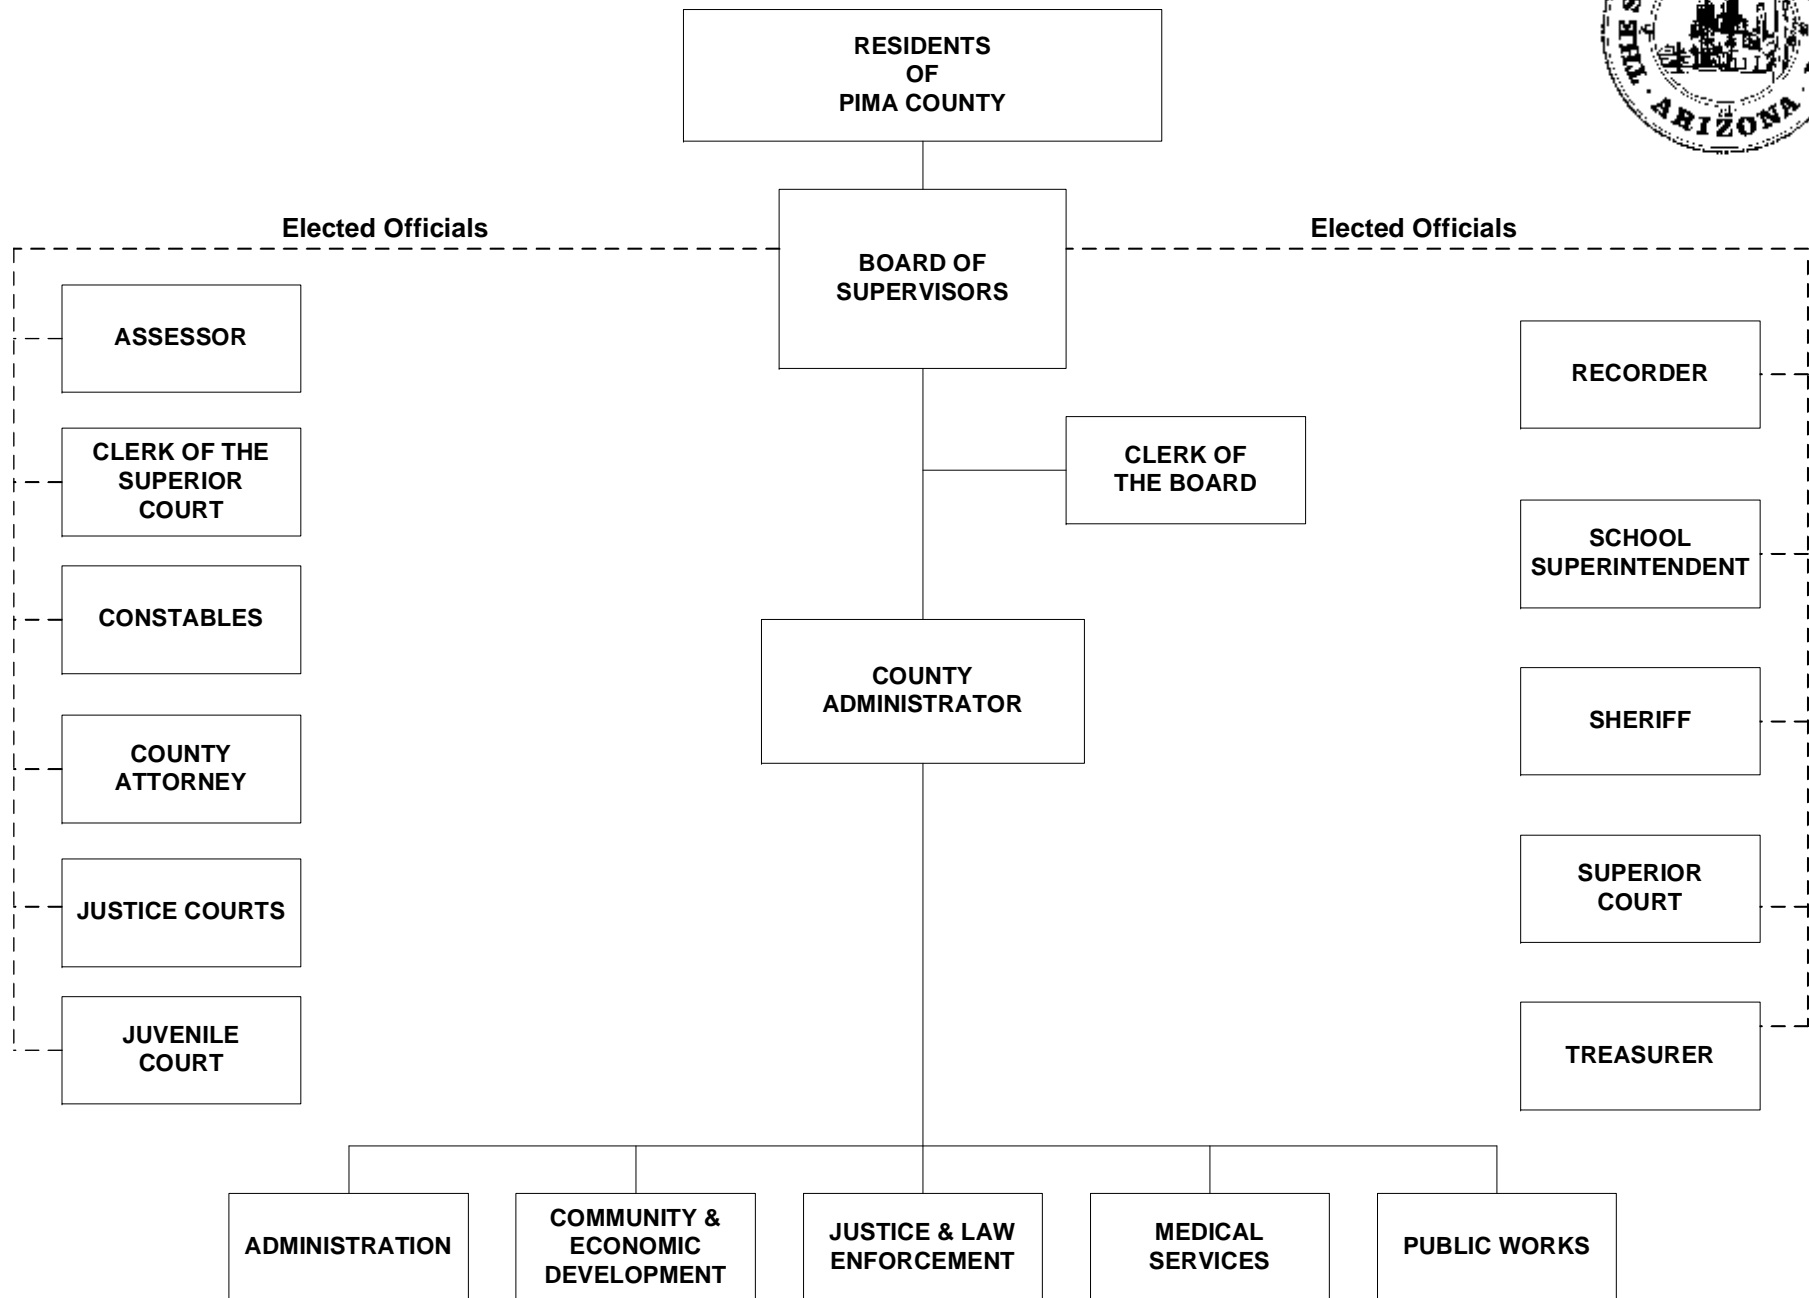 THE S
ARIZONA
RESIDENTS
OF
PIMA COUNTY
Elected Officials
Elected Officials
BOARD OF
SUPERVISORS
ASSESSOR
RECORDER
CLERK OF THE
SUPERIOR
COURT
CLERK OF
THE BOARD
SCHOOL
SUPERINTENDENT
CONSTABLES
COUNTY
ADMINISTRATOR
SHERIFF
COUNTY
ATTORNEY
JUSTICE COURTS
SUPERIOR
COURT
JUVENILE
COURT
TREASURER
ADMINISTRATION
COMMUNITY &
ECONOMIC
DEVELOPMENT
JUSTICE & LAW
ENFORCEMENT
MEDICAL
SERVICES
PUBLIC WORKS